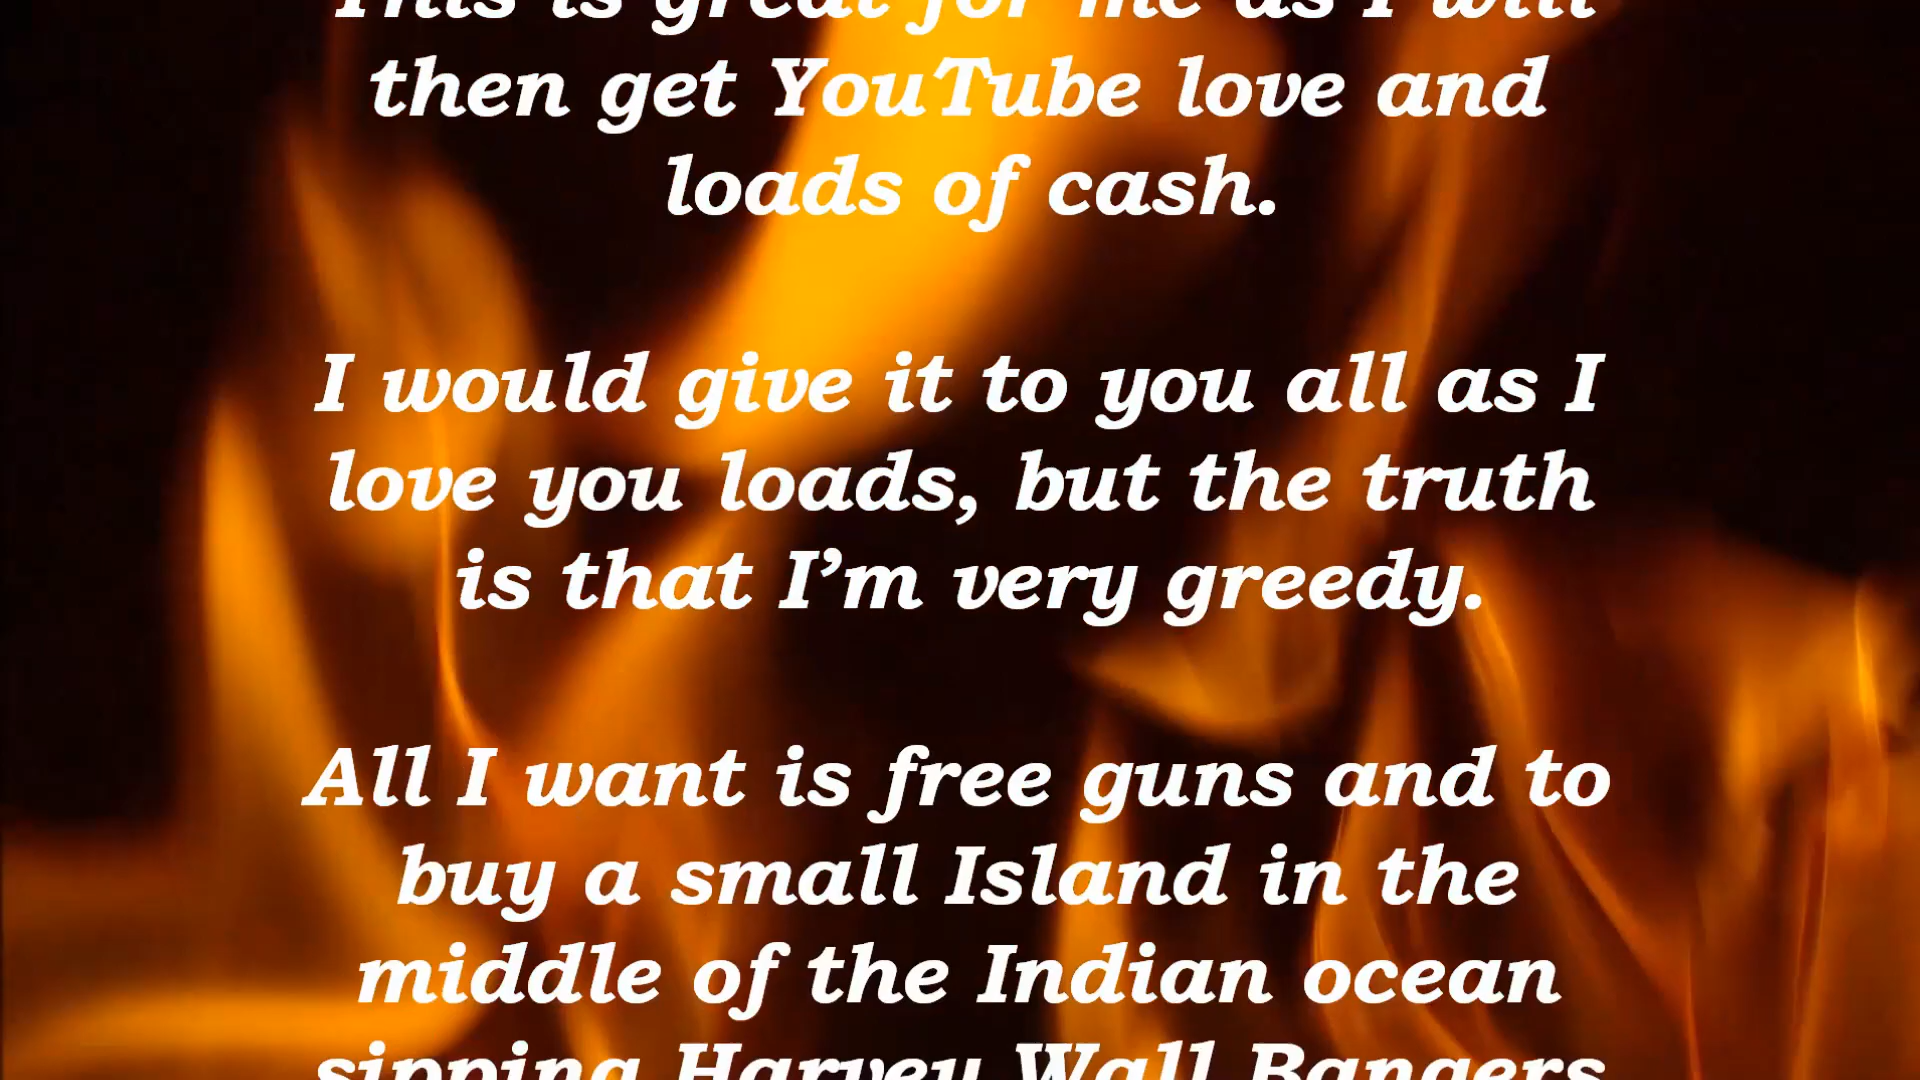 This is great for me as I will
then get YouTube love and
loads of cash.
I would give it to you all as I
love you loads, but the truth
is that I’m very greedy.
All I want is free guns and to
buy a small Island in the
middle of the Indian ocean
sipping Harvey Wall Bangers